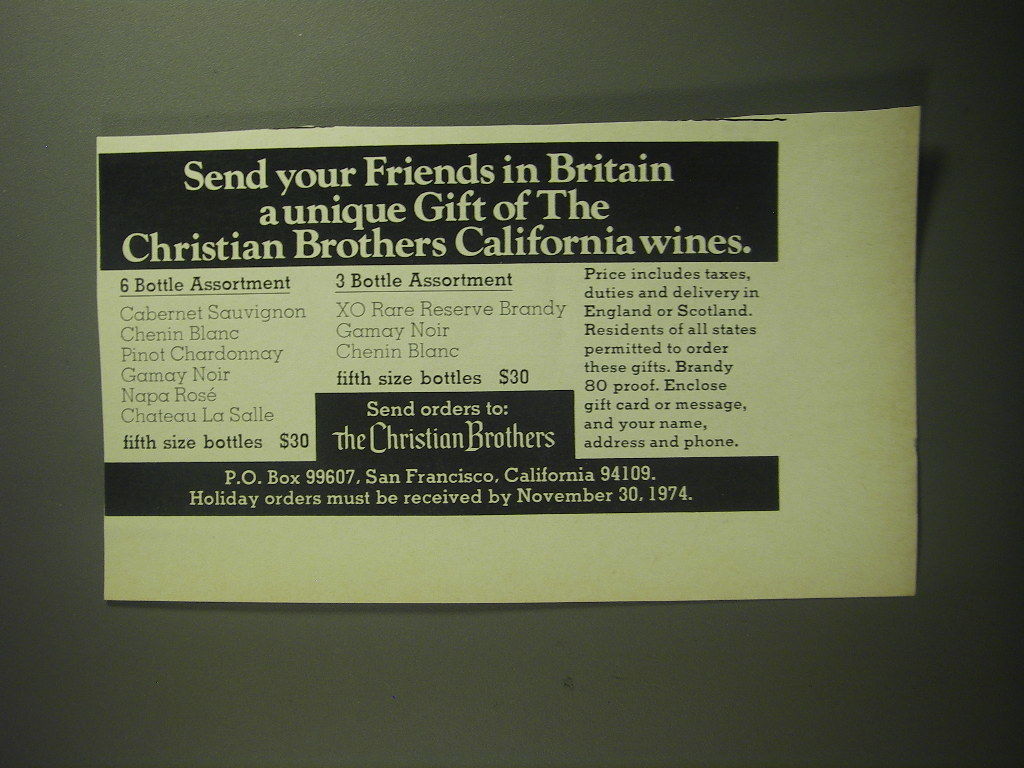 Send your Friends in Britain
a unique Gift of The
Christian Brothers California wines.
6 Bottle Assortment
Cabernet Sauvignon
Chenin Blanc
Pinot Chardonnay
Gamay Noir
Napa Rosé
Chateau La Salle
fifth size bottles $30
3 Bottle Assortment
XO Rare Reserve Brandy
Gamay Noir
Chenin Blanc
fifth size bottles $30
Send orders to:
the Christian Brothers
Price includes taxes,
duties and delivery in
England or Scotland.
Residents of all states
permitted to order
these gifts. Brandy
80 proof. Enclose
gift card or message,
and your name,
address and phone.
P.O. Box 99607, San Francisco, California 94109.
Holiday orders must be received by November 30, 1974.